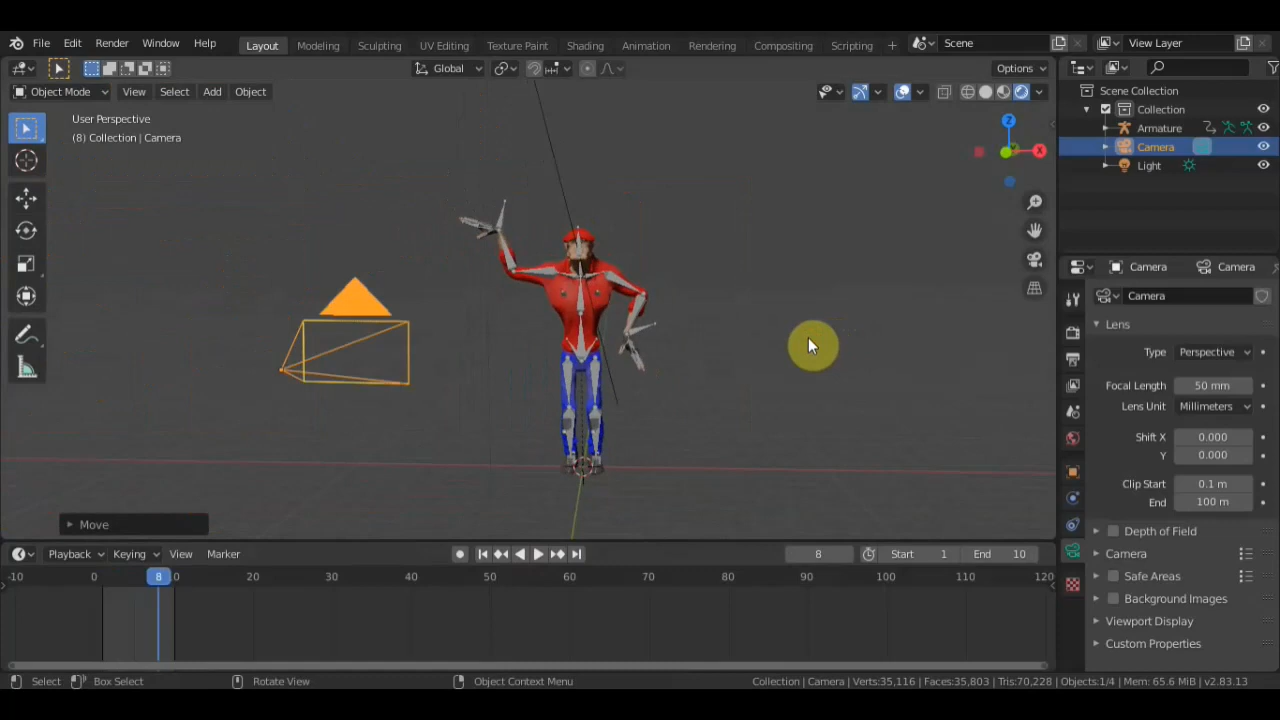 File Edit Render Window Help Layout Modeling Sculpting UV Editing Texture Paint Shading Animation Rendering Compositing Scripting + Scene View Layer
Global Options
Object Mode View Select Add Object
User Perspective
(8) Collection | Camera
Z
X
Move
Scene Collection
Collection
Armature
Camera
Light
Camera Camera
Camera
Lens
Type Perspective
Focal Length 50 mm
Lens Unit Millimeters
Shift X 0.000
Y 0.000
Clip Start 0.1 m
End 100 m
Depth of Field
Camera
Safe Areas
Background Images
Viewport Display
Custom Properties
Playback Keying View Marker 8 Start 1 End 10
-10 0 8 0 20 30 40 50 60 70 80 90 100 110 120
Select Box Select Rotate View Object Context Menu Collection | Camera | Verts:35,116 | Faces:35,803 | Tris:70,228 | Objects:1/4 | Mem: 65.6 MiB | v2.83.13